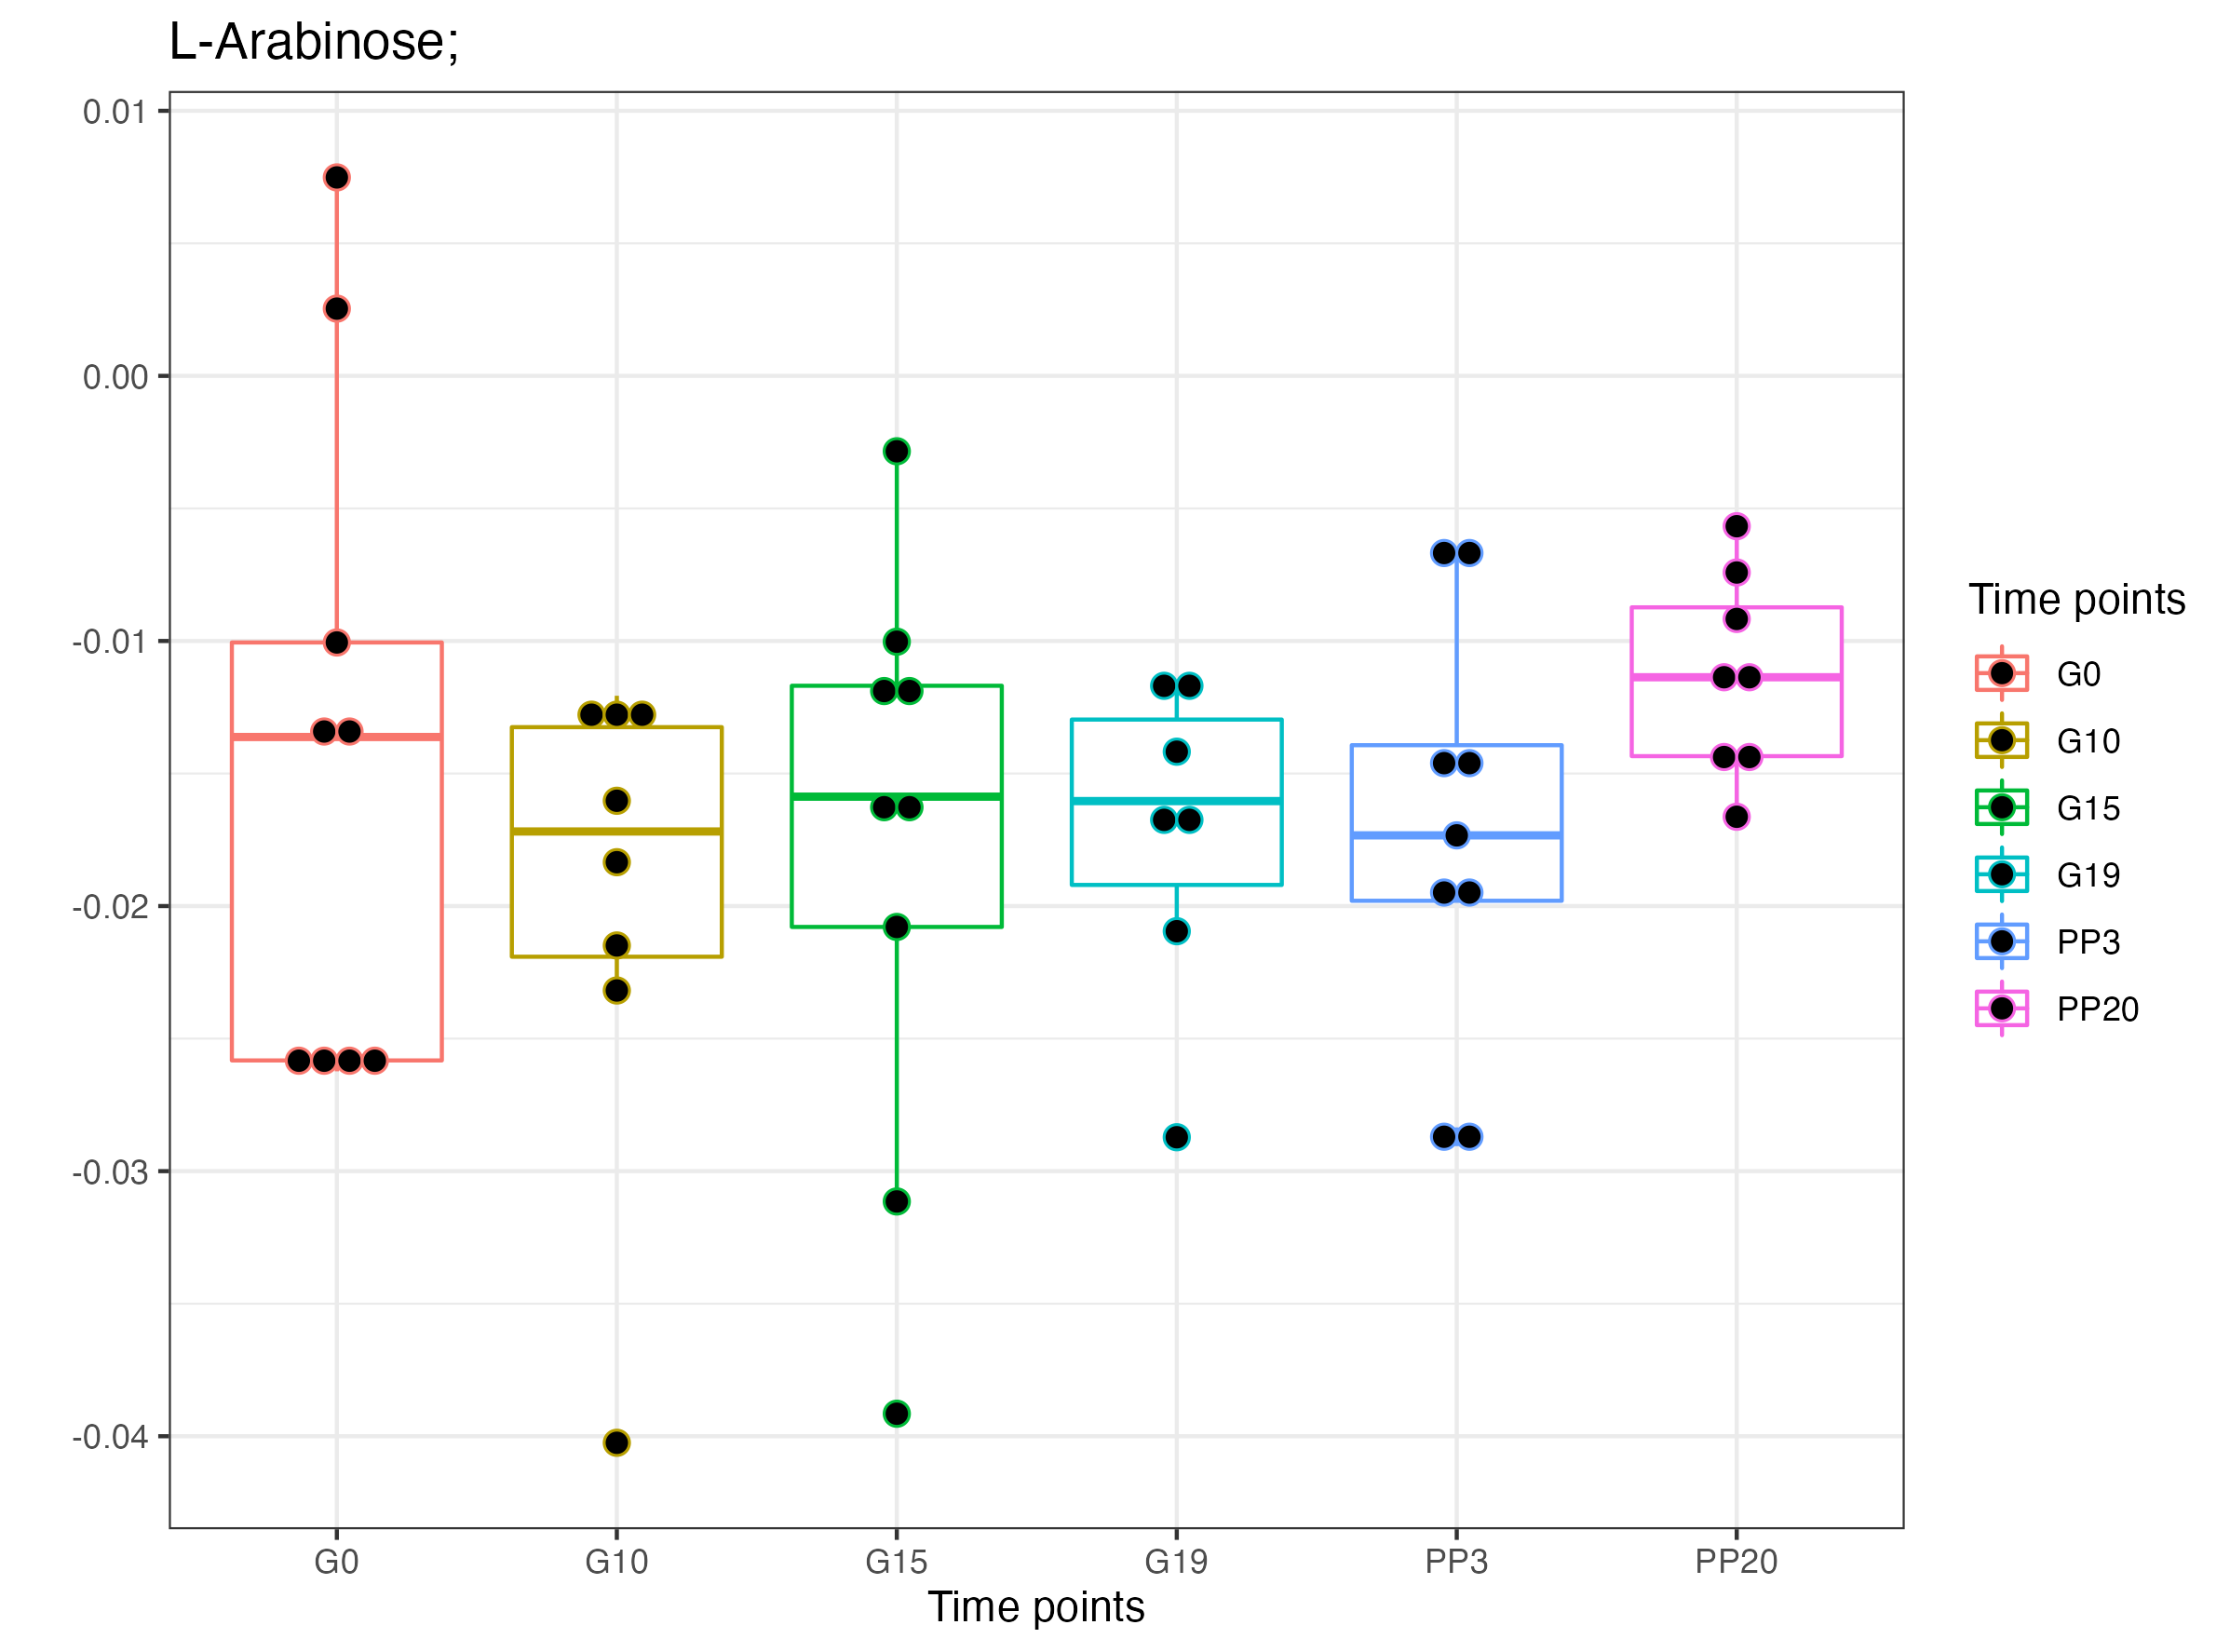 L-Arabinose;
0.01
0.00
-0.01
-0.02
-0.03
-0.04
G0 G10 G15 G19 PP3 PP20
Time points
Time points
G0
G10
G15
G19
PP3
PP20